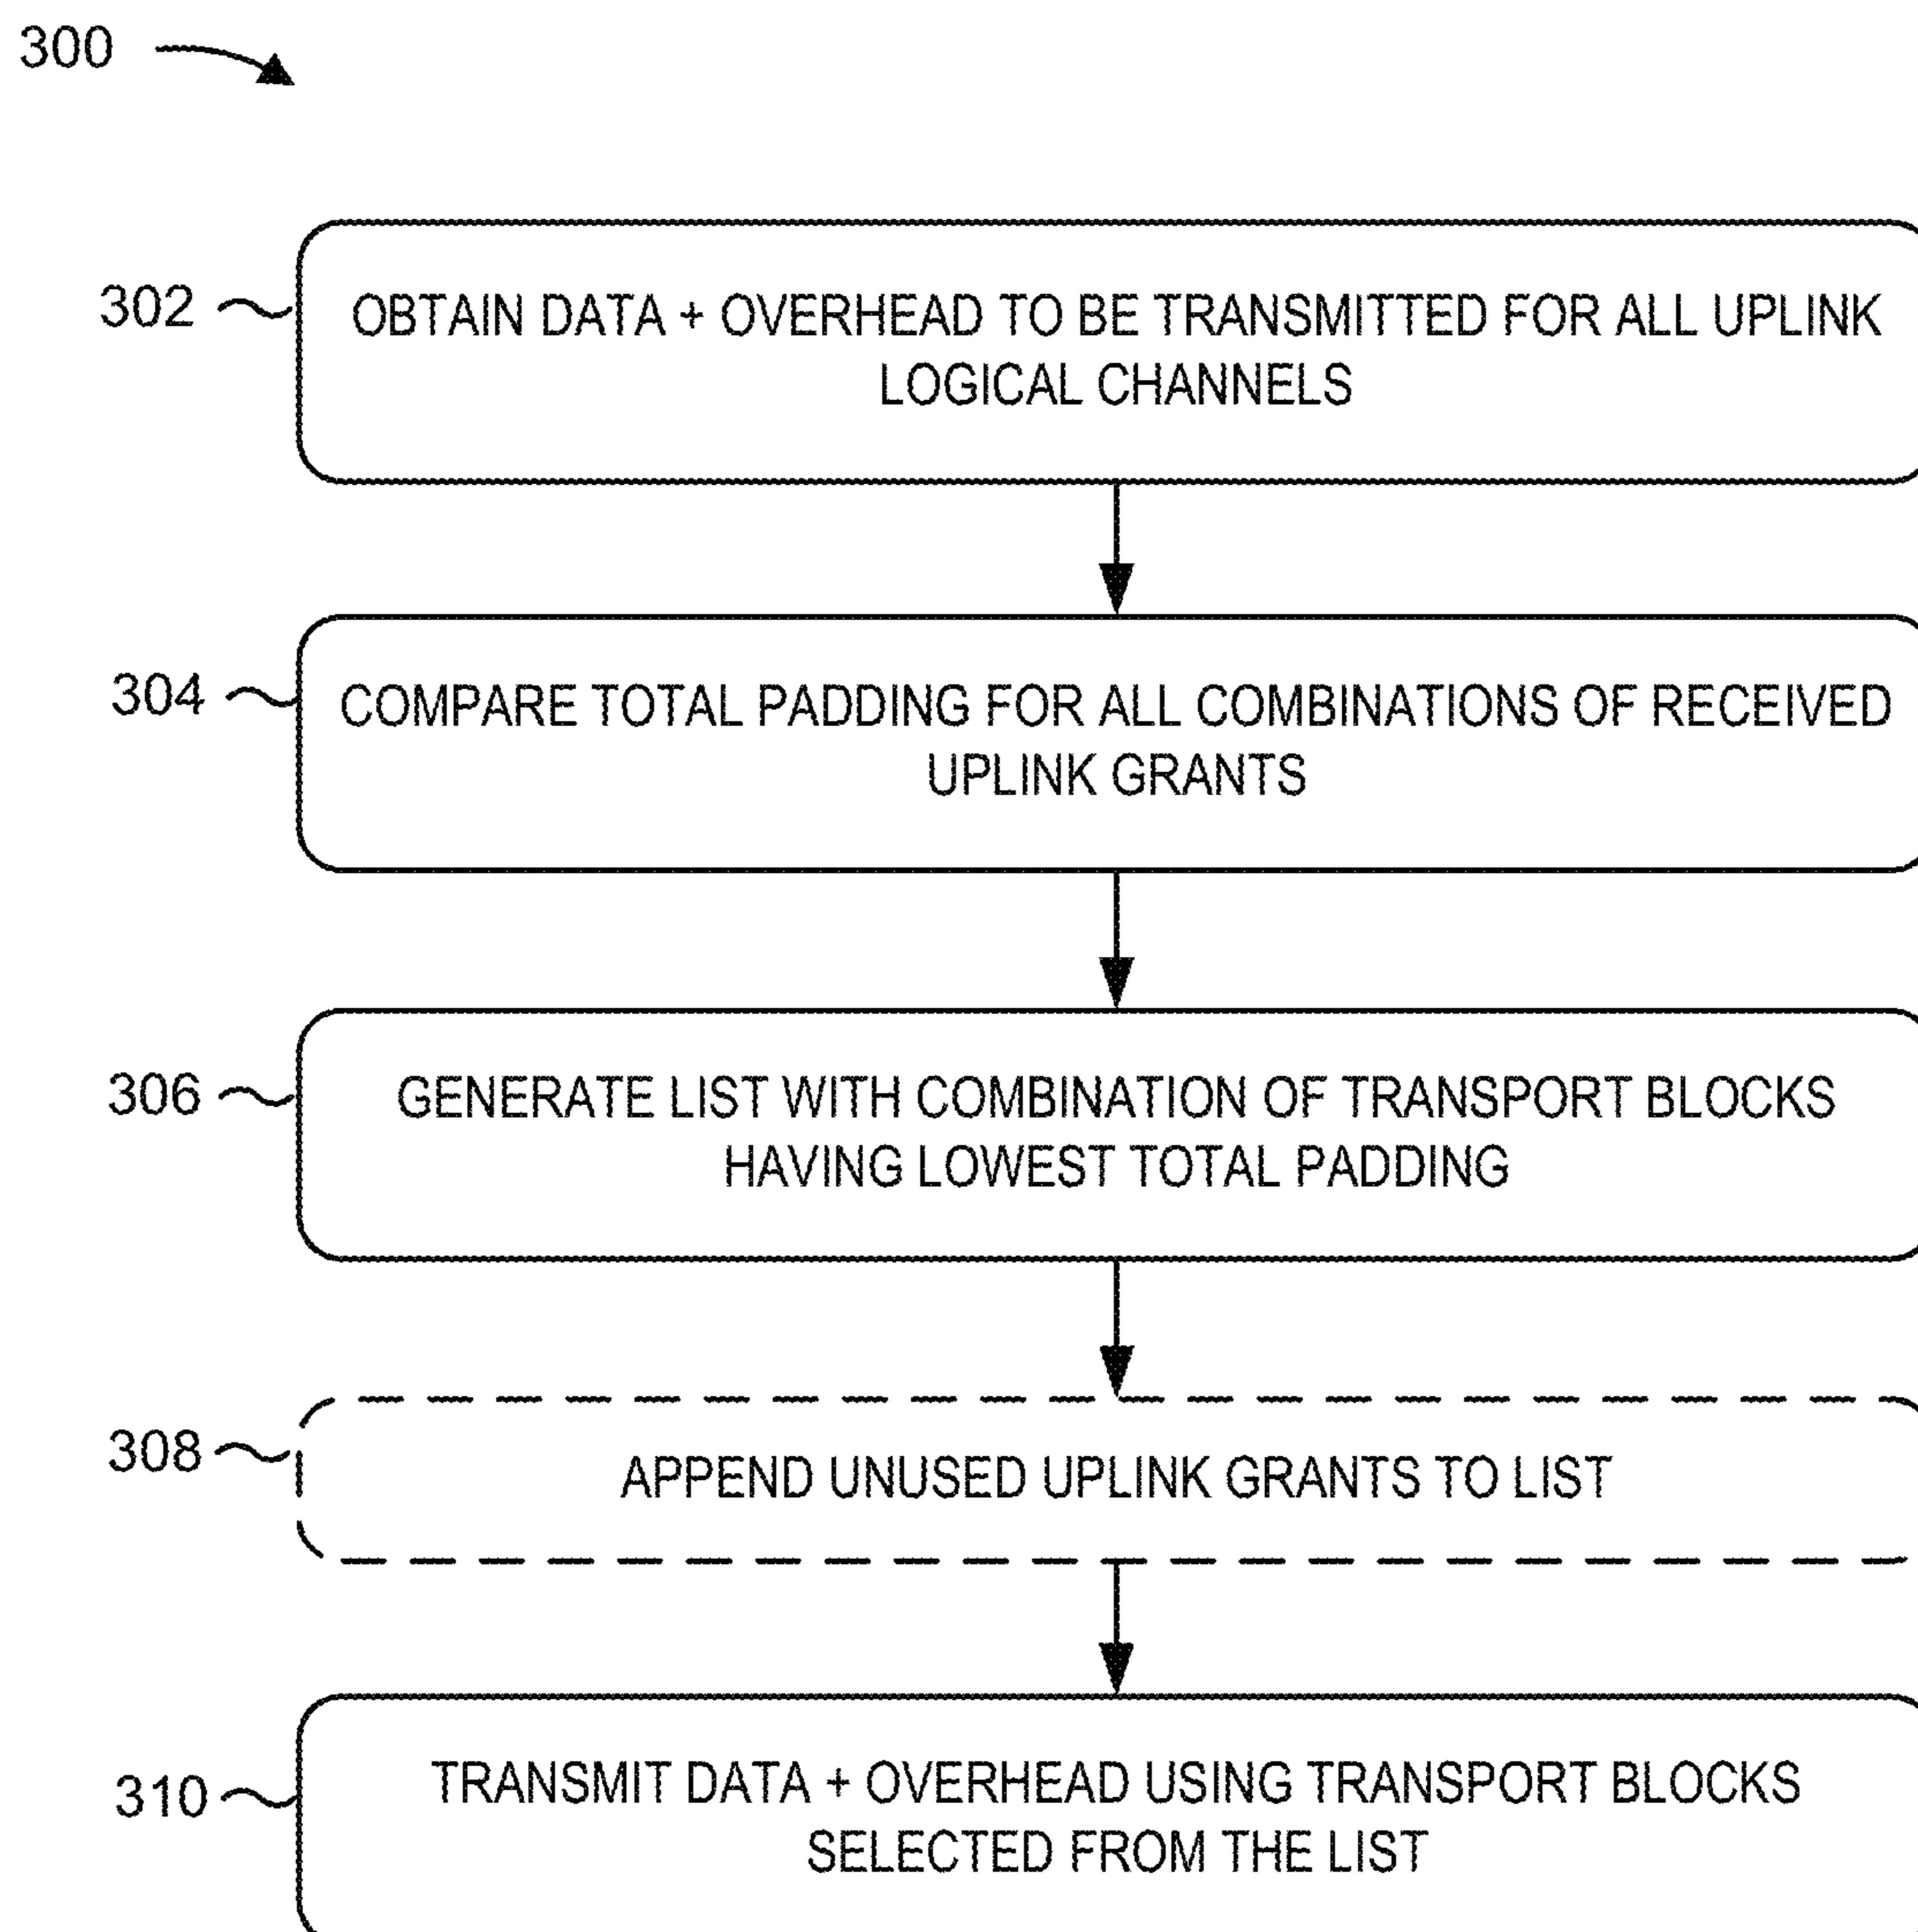 300
302
OBTAIN DATA + OVERHEAD TO BE TRANSMITTED FOR ALL UPLINK
LOGICAL CHANNELS
304
COMPARE TOTAL PADDING FOR ALL COMBINATIONS OF RECEIVED
UPLINK GRANTS
306
GENERATE LIST WITH COMBINATION OF TRANSPORT BLOCKS
HAVING LOWEST TOTAL PADDING
308
APPEND UNUSED UPLINK GRANTS TO LIST
310
TRANSMIT DATA + OVERHEAD USING TRANSPORT BLOCKS
SELECTED FROM THE LIST